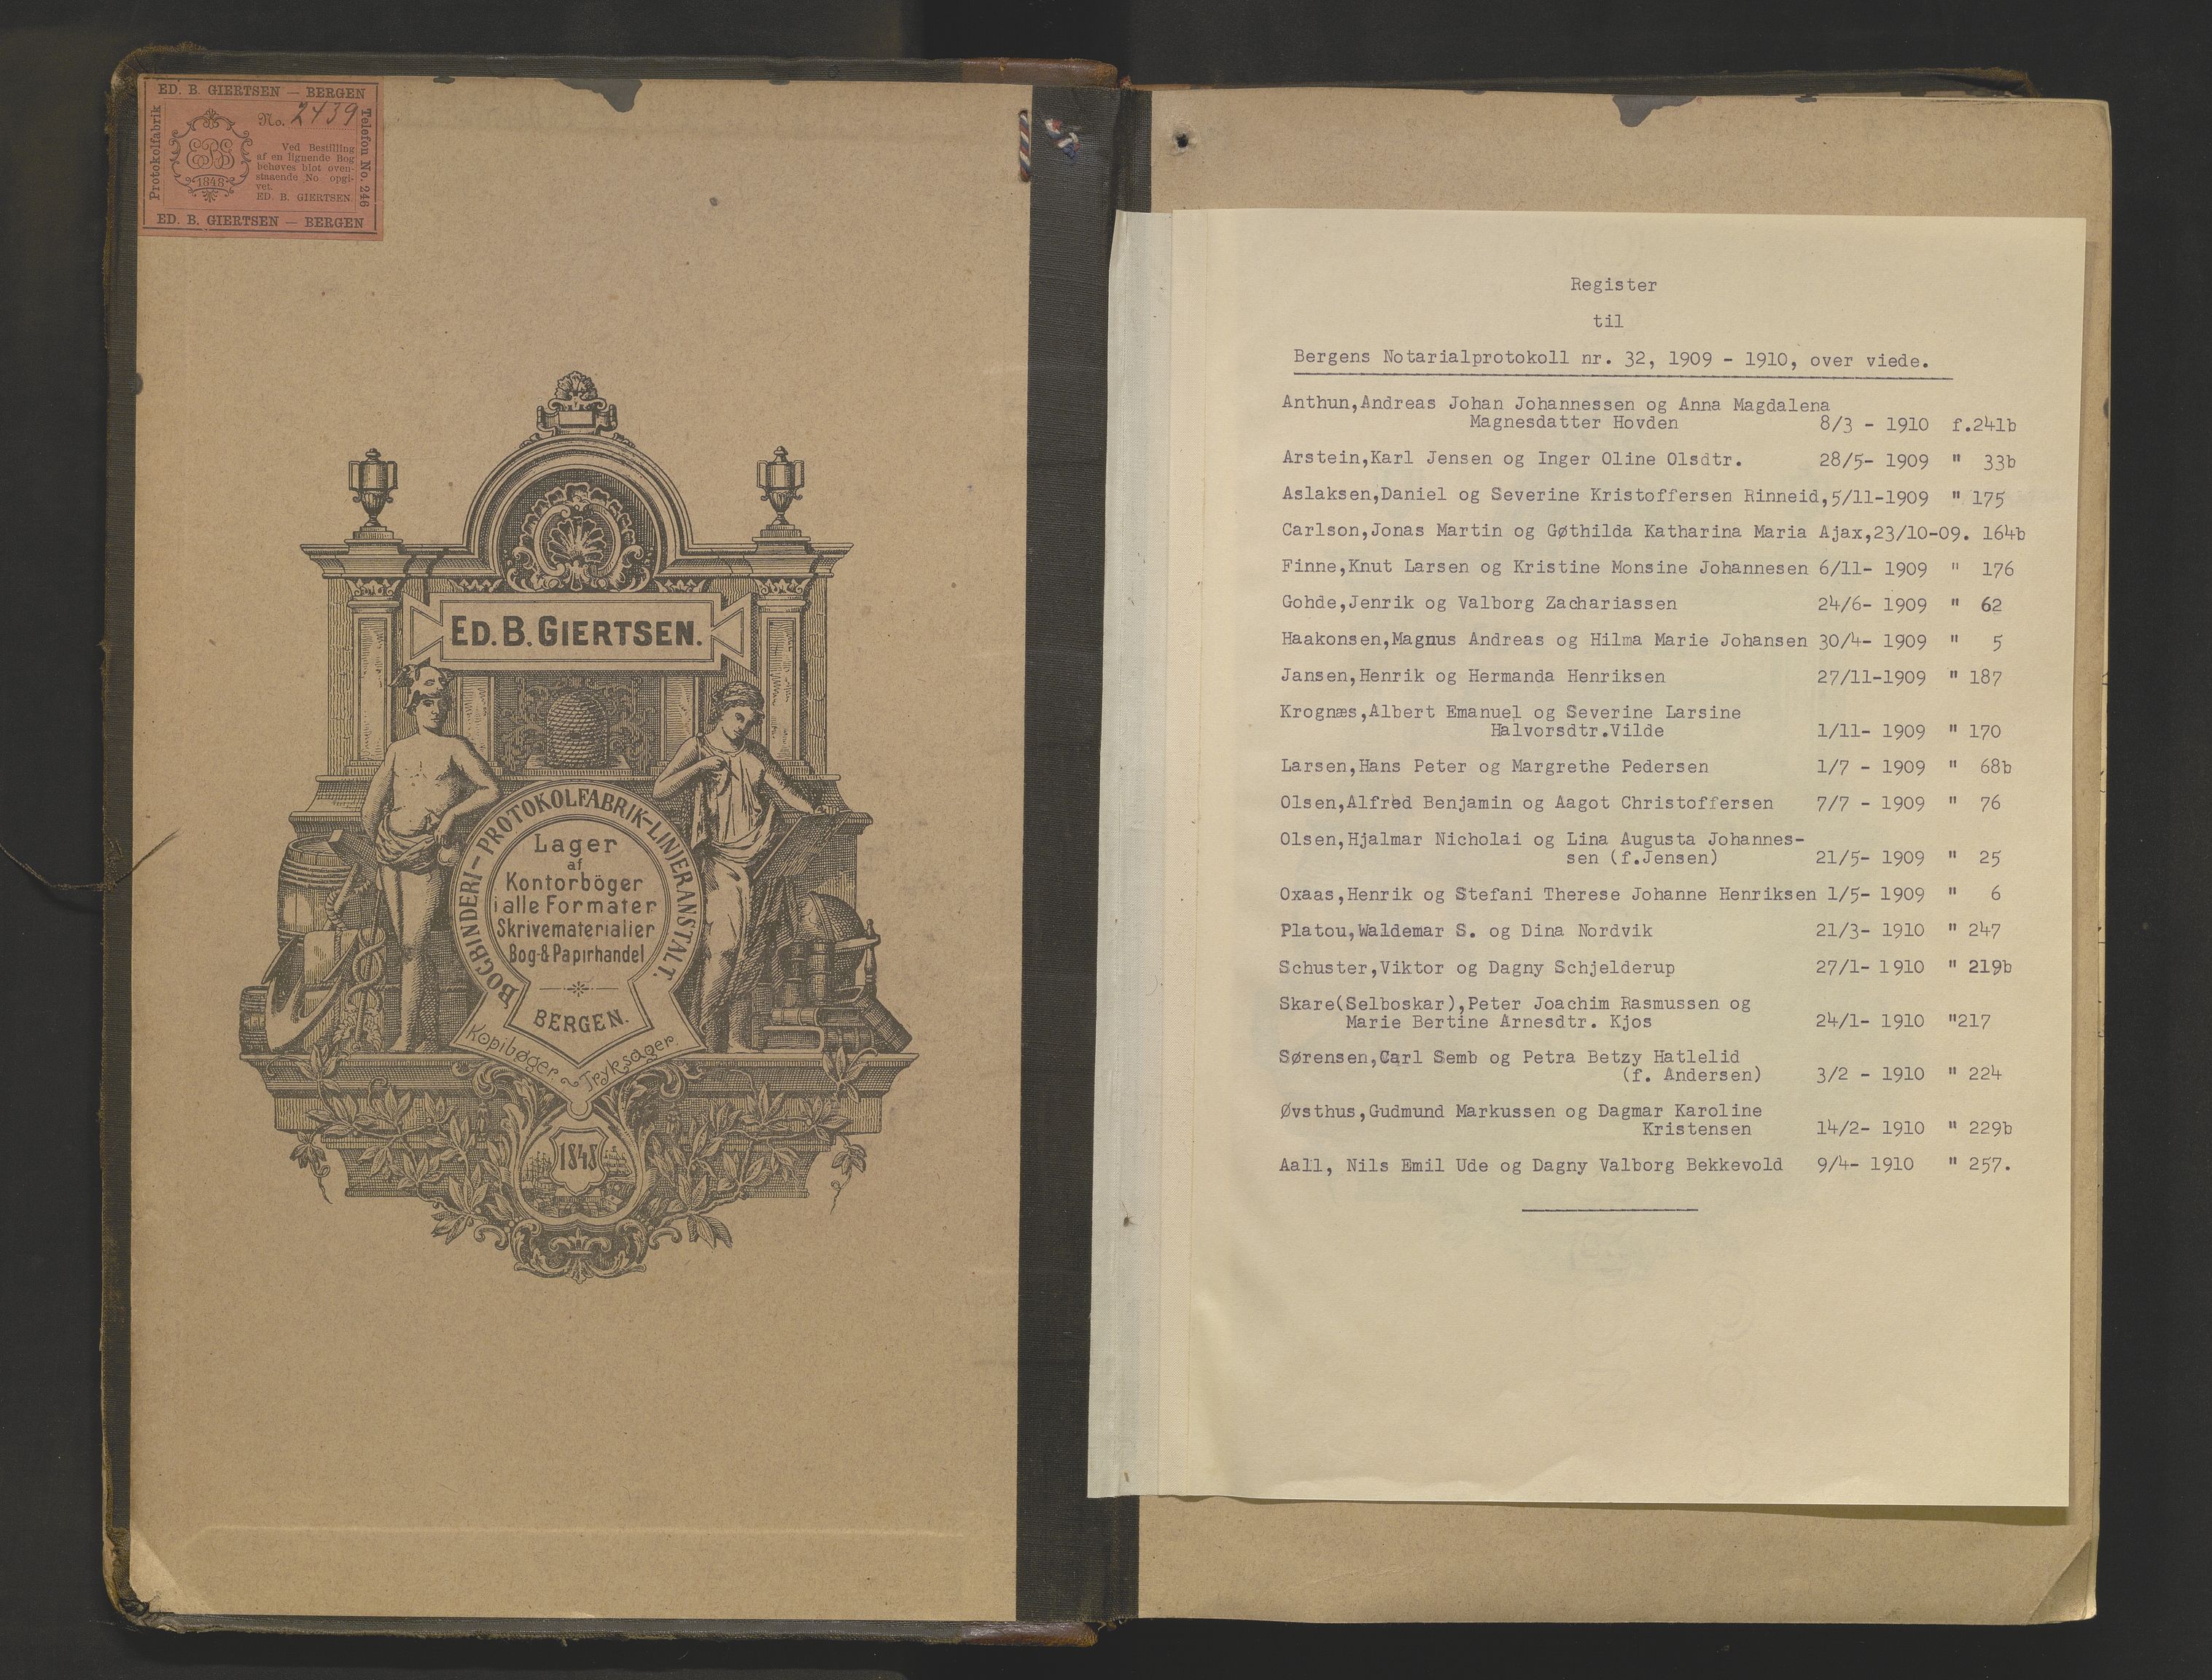 ED. B. GIERTSEN — BERGEN
Protokolfabrik
No. 2439
EBG
1848
Ved Bestilling
af en lignende Bog
behøves blot oven-
staaende No. opgi-
vet.
ED. B. GIERTSEN.
Telefon No. 246
ED. B. GIERTSEN — BERGEN
ED. B. GIERTSEN.
BOGBINDERI-PROTOKOLFABRIK-LINJERANSTALT.
Lager
af
Kontorböger
i alle Formater
Skrivematerialier
Bog-& Papirhandel
BERGEN.
Kopibøger ~ Tryksager.
1848
Register
til
Bergens Notarialprotokoll nr. 32, 1909 - 1910, over viede.
Anthun,Andreas Johan Johannessen og Anna Magdalena
Magnesdatter Hovden 8/3 - 1910 f.241b
Arstein,Karl Jensen og Inger Oline Olsdtr. 28/5- 1909 " 33b
Aslaksen,Daniel og Severine Kristoffersen Rinneid,5/11-1909 " 175
Carlson,Jonas Martin og Gøthilda Katharina Maria Ajax,23/10-09. 164b
Finne,Knut Larsen og Kristine Monsine Johannesen 6/11- 1909 " 176
Gohde,Jenrik og Valborg Zachariassen 24/6- 1909 " 62
Haakonsen,Magnus Andreas og Hilma Marie Johansen 30/4- 1909 " 5
Jansen,Henrik og Hermanda Henriksen 27/11-1909 " 187
Krognæs,Albert Emanuel og Severine Larsine
Halvorsdtr.Vilde 1/11- 1909 " 170
Larsen,Hans Peter og Margrethe Pedersen 1/7 - 1909 " 68b
Olsen,Alfred Benjamin og Aagot Christoffersen 7/7 - 1909 " 76
Olsen,Hjalmar Nicholai og Lina Augusta Johannes-
sen (f.Jensen) 21/5- 1909 " 25
Oxaas,Henrik og Stefani Therese Johanne Henriksen 1/5- 1909 " 6
Platou,Waldemar S. og Dina Nordvik 21/3- 1910 " 247
Schuster,Viktor og Dagny Schjelderup 27/1- 1910 " 219b
Skare(Selboskar),Peter Joachim Rasmussen og
Marie Bertine Arnesdtr. Kjos 24/1- 1910 "217
Sørensen,Carl Semb og Petra Betzy Hatlelid
(f. Andersen) 3/2 - 1910 " 224
Øvsthus,Gudmund Markussen og Dagmar Karoline
Kristensen 14/2- 1910 " 229b
Aall, Nils Emil Ude og Dagny Valborg Bekkevold 9/4- 1910 " 257.